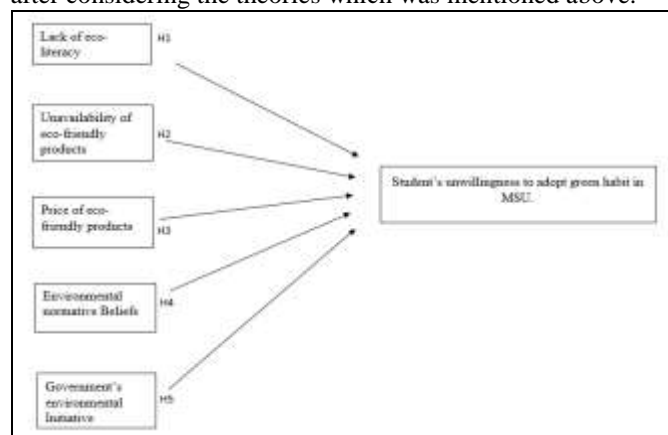 after considering the theories which was mentioned above.
Lack of eco-
literacy
H1
Unavailability of
eco-friendly
products
H2
Price of eco-
friendly products
H3
Environmental
normative Beliefs
H4
Government's
environmental
Initiative
H5
Student's unwillingness to adopt green habit in
MSU.